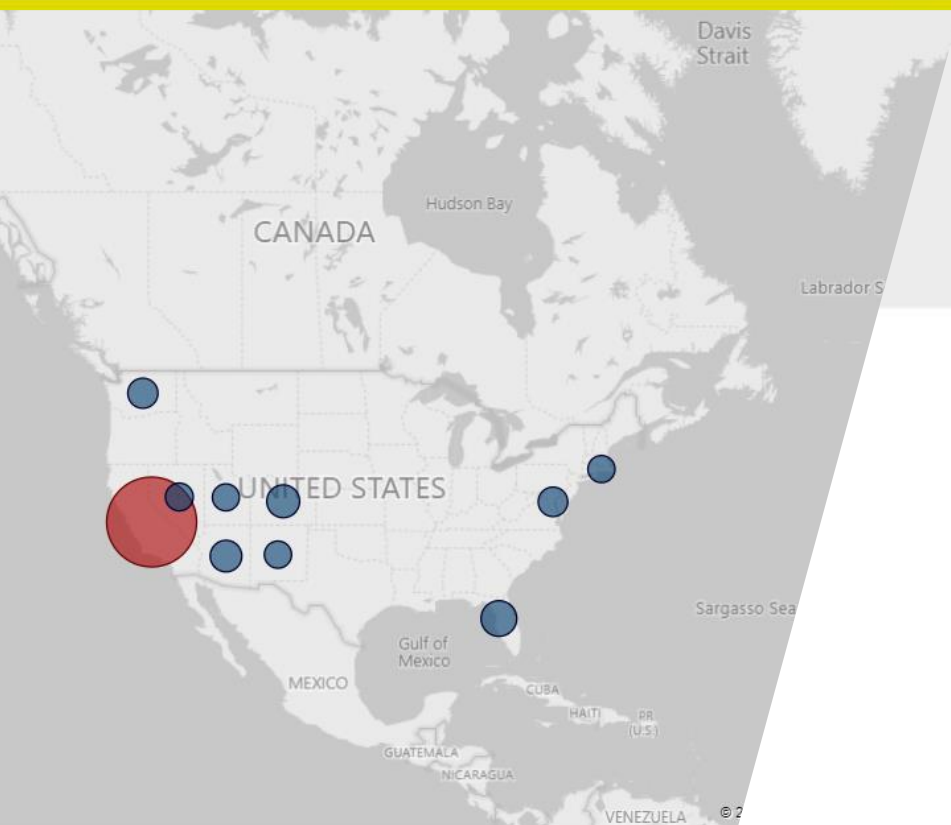 Davis
Strait
Hudson Bay
CANADA
Labrador S
UNITED STATES
Sargasso Sea
Gulf of
Mexico
MEXICO
CUBA
HAITI
PR
(U.S.)
GUATEMALA
NICARAGUA
VENEZUELA
© 2